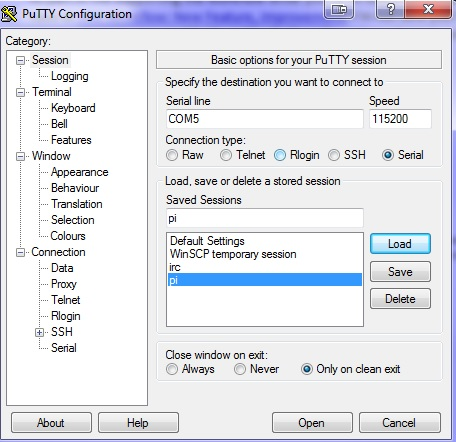 PuTTY Configuration
Category:
Session
Logging
Terminal
Keyboard
Bell
Features
Window
Appearance
Behaviour
Translation
Selection
Colours
Connection
Data
Proxy
Telnet
Rlogin
SSH
Serial
Basic options for your PuTTY session
Specify the destination you want to connect to
Serial line Speed
COM5 115200
Connection type:
Raw Telnet Rlogin SSH Serial
Load, save or delete a stored session
Saved Sessions
pi
Default Settings
WinSCP temporary session
irc
pi
Load
Save
Delete
Close window on exit:
Always Never Only on clean exit
About Help Open Cancel